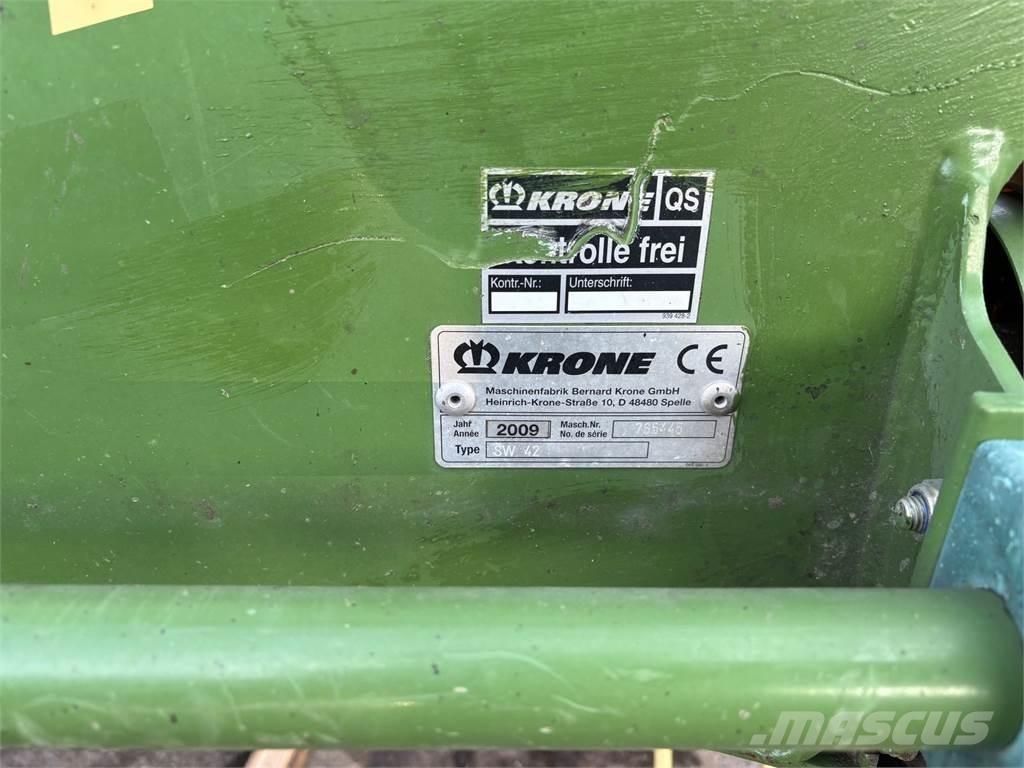 KRONE QS
Kontrolle frei
Kontr.-Nr.: Unterschrift:
939 428-2
KRONE CE
Maschinenfabrik Bernard Krone GmbH
Heinrich-Krone-Straße 10, D 48480 Spelle
Jahr Masch.Nr.
Année 2009 No. de série
Type SW 42
MASCUS